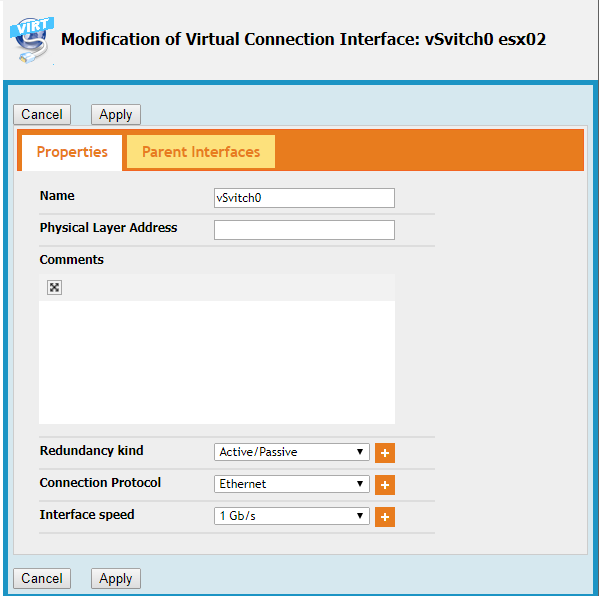 VIRT
Modification of Virtual Connection Interface: vSvitch0 esx02
Cancel Apply
Properties Parent Interfaces
Name vSvitch0
Physical Layer Address
Comments
Redundancy kind Active/Passive ▼ +
Connection Protocol Ethernet ▼ +
Interface speed 1 Gb/s ▼ +
Cancel Apply